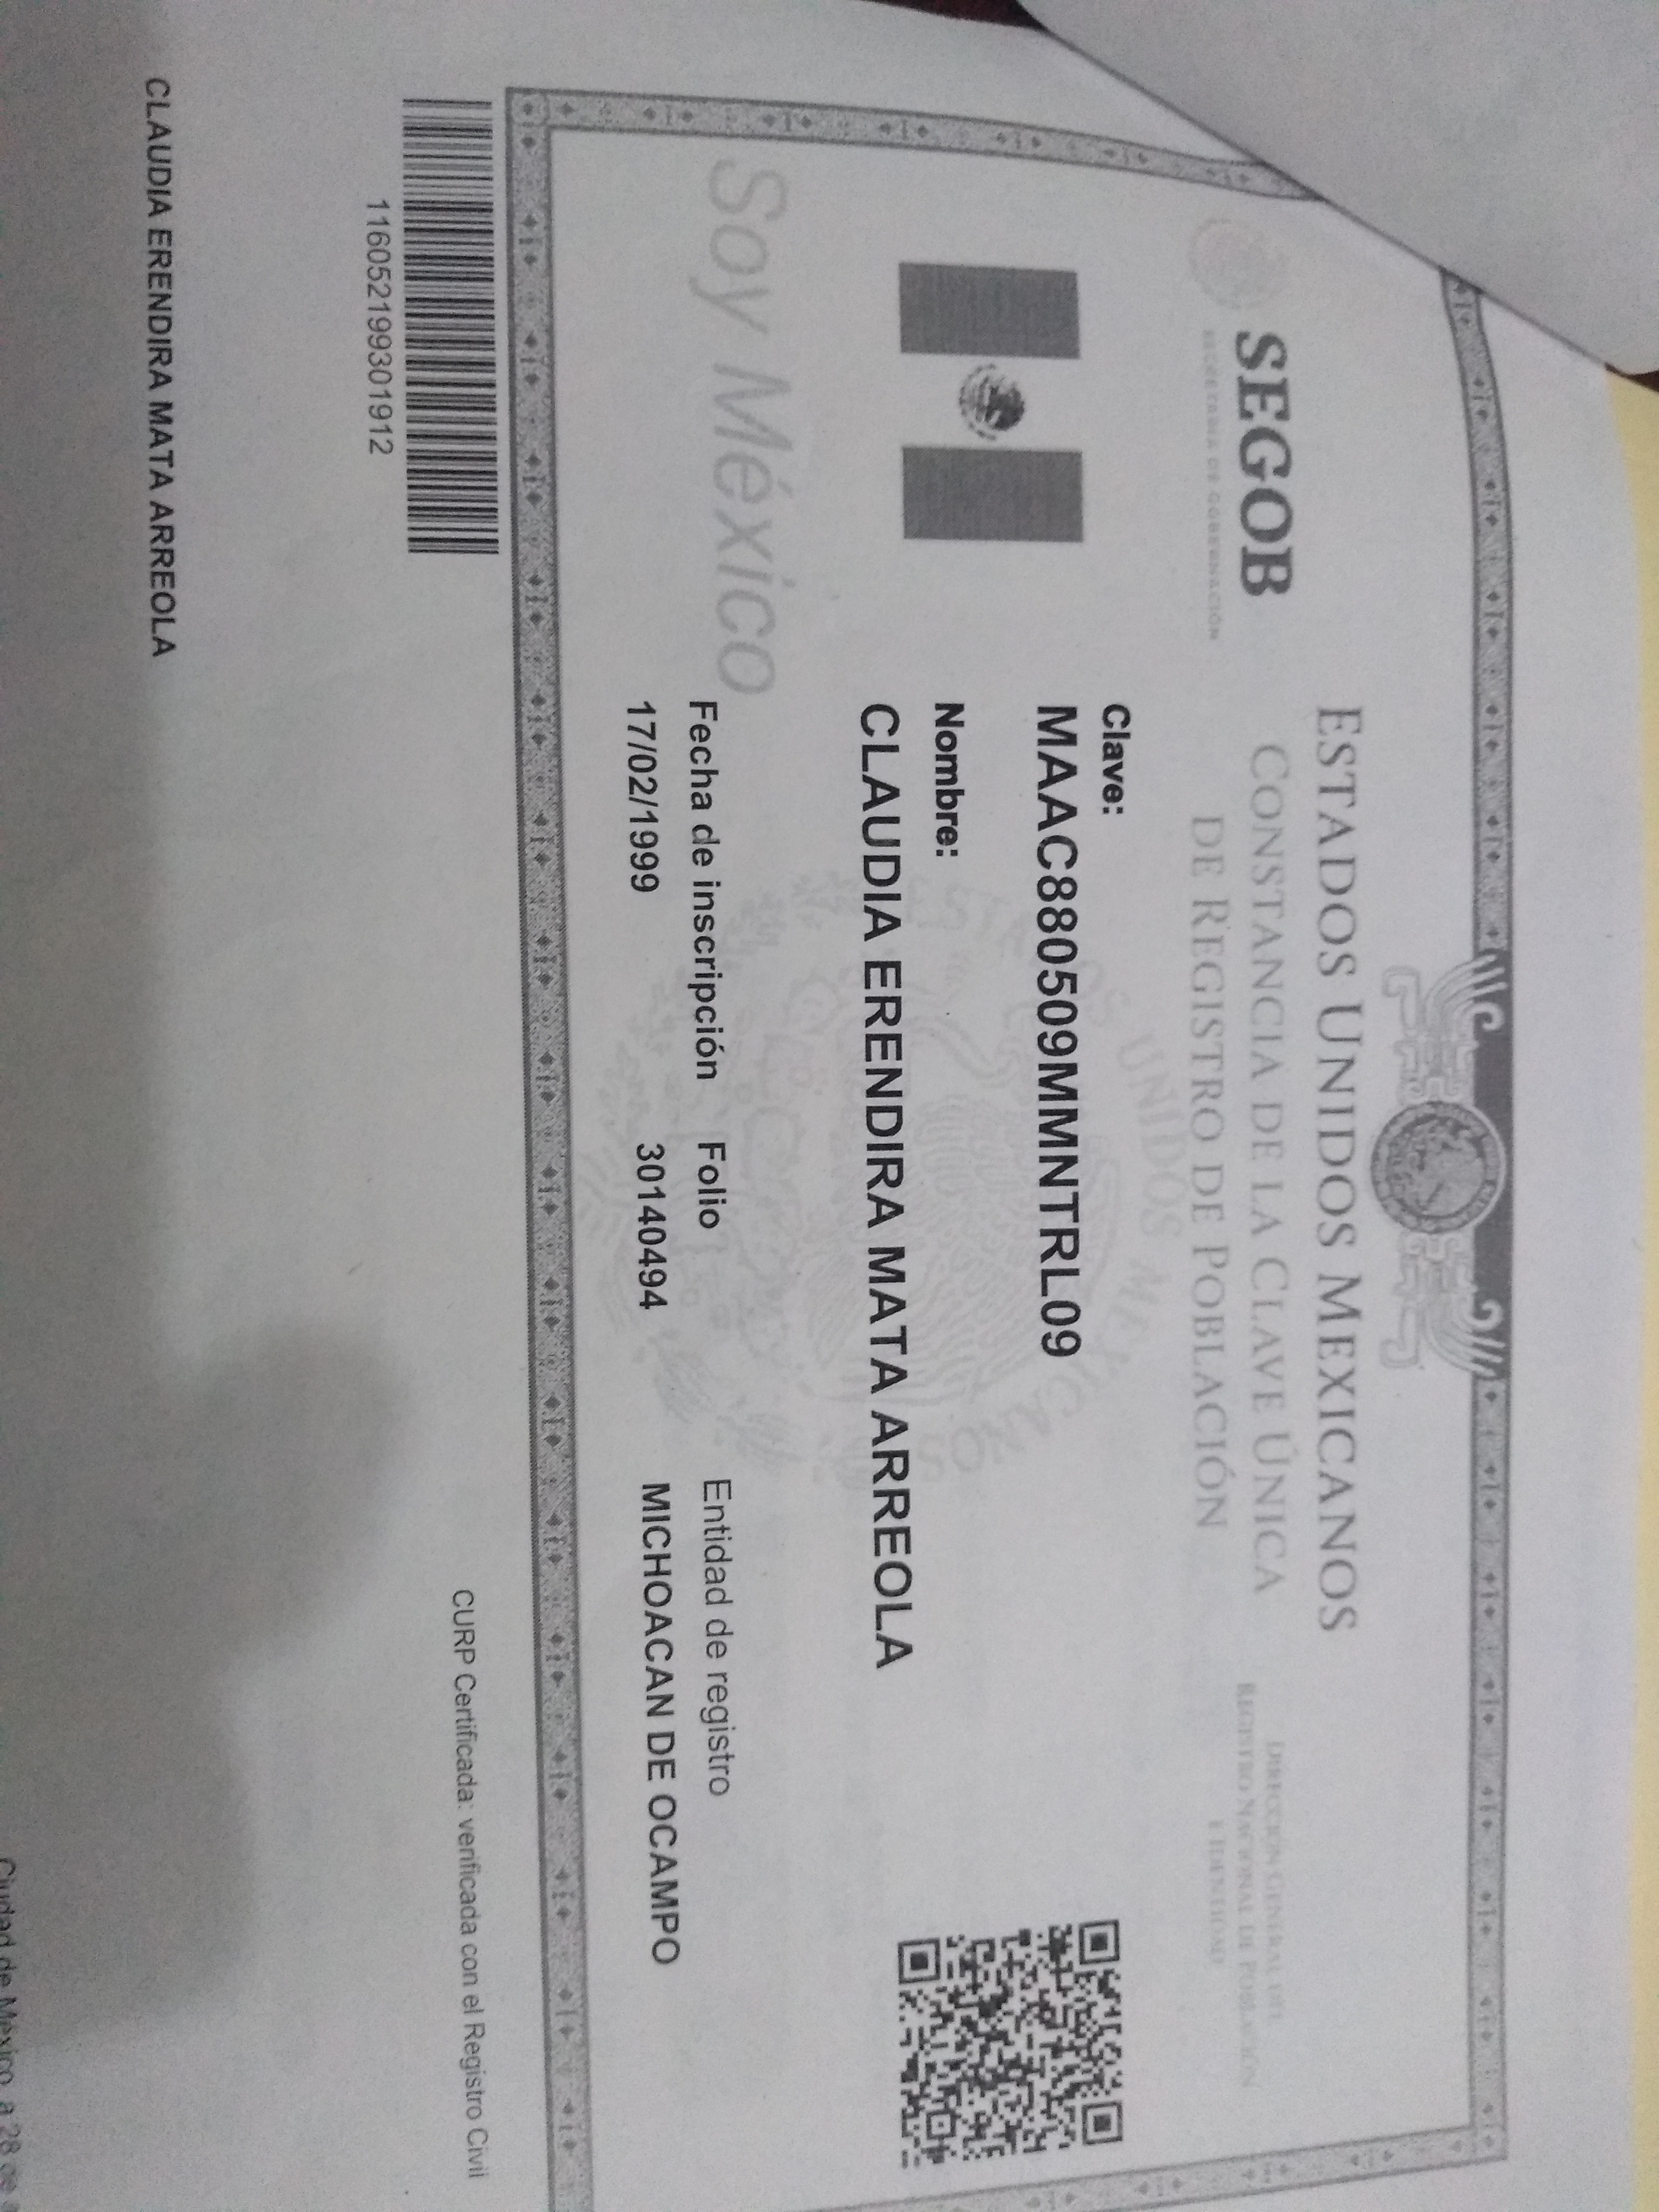 ESTADOS UNIDOS MEXICANOS
CONSTANCIA DE LA CLAVE ÚNICA
DE REGISTRO DE POBLACIÓN
SEGOB
SECRETARÍA DE GOBERNACIÓN
DIRECCIÓN GENERAL DEL
REGISTRO NACIONAL DE POBLACIÓN
E IDENTIDAD
ESTADOS UNIDOS MEXICANOS
Clave:
MAAC880509MMNTRL09
Nombre:
CLAUDIA ERENDIRA MATA ARREOLA
Soy México
Fecha de inscripción Folio Entidad de registro
17/02/1999 30140494 MICHOACAN DE OCAMPO
116052199301912
CURP Certificada: verificada con el Registro Civil
CLAUDIA ERENDIRA MATA ARREOLA
Ciudad de México, a 28 de